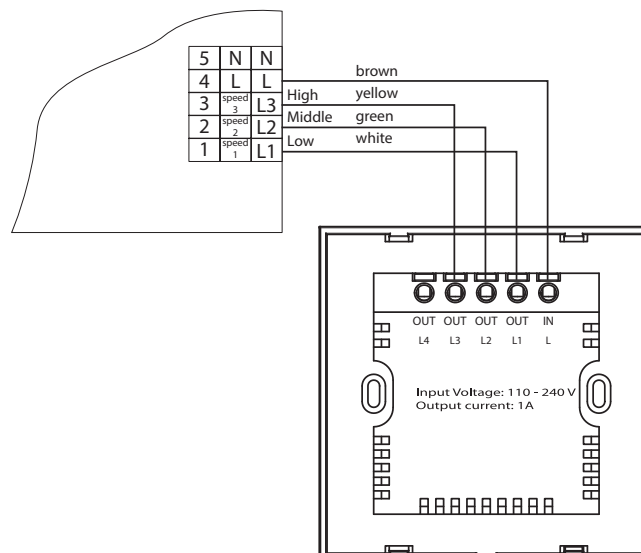 brown
5 N N
4 L L
High yellow
3 speed 3 L3
Middle green
2 speed 2 L2
Low white
1 speed 1 L1
OUT OUT OUT OUT IN
L4 L3 L2 L1 L
Input Voltage: 110 - 240 V
Output current: 1A